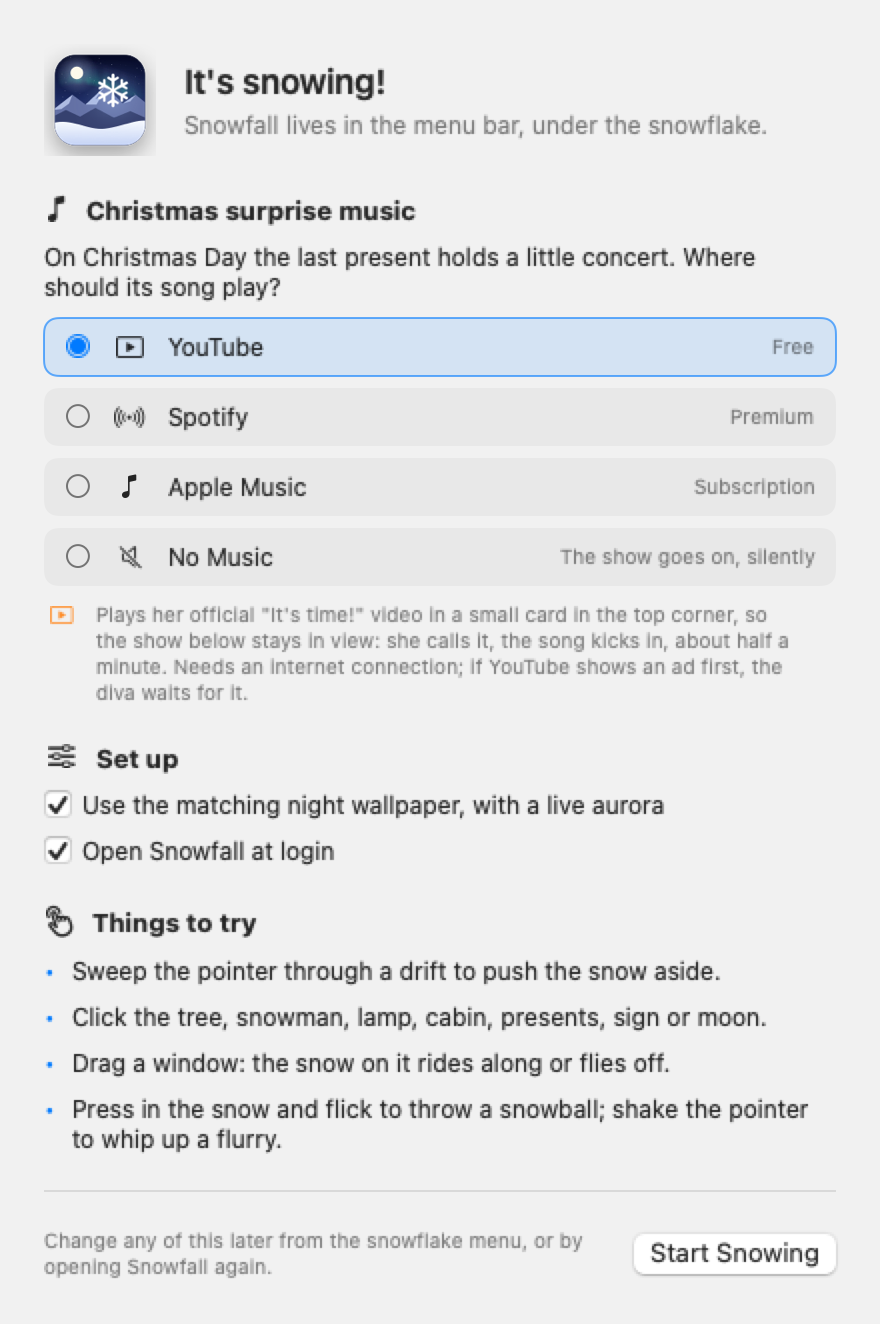 It's snowing!
Snowfall lives in the menu bar, under the snowflake.
Christmas surprise music
On Christmas Day the last present holds a little concert. Where
should its song play?
YouTube Free
Spotify Premium
Apple Music Subscription
No Music The show goes on, silently
Plays her official "It's time!" video in a small card in the top corner, so
the show below stays in view: she calls it, the song kicks in, about half a
minute. Needs an internet connection; if YouTube shows an ad first, the
diva waits for it.
Set up
Use the matching night wallpaper, with a live aurora
Open Snowfall at login
Things to try
• Sweep the pointer through a drift to push the snow aside.
• Click the tree, snowman, lamp, cabin, presents, sign or moon.
• Drag a window: the snow on it rides along or flies off.
• Press in the snow and flick to throw a snowball; shake the pointer
to whip up a flurry.
Change any of this later from the snowflake menu, or by
opening Snowfall again.
Start Snowing